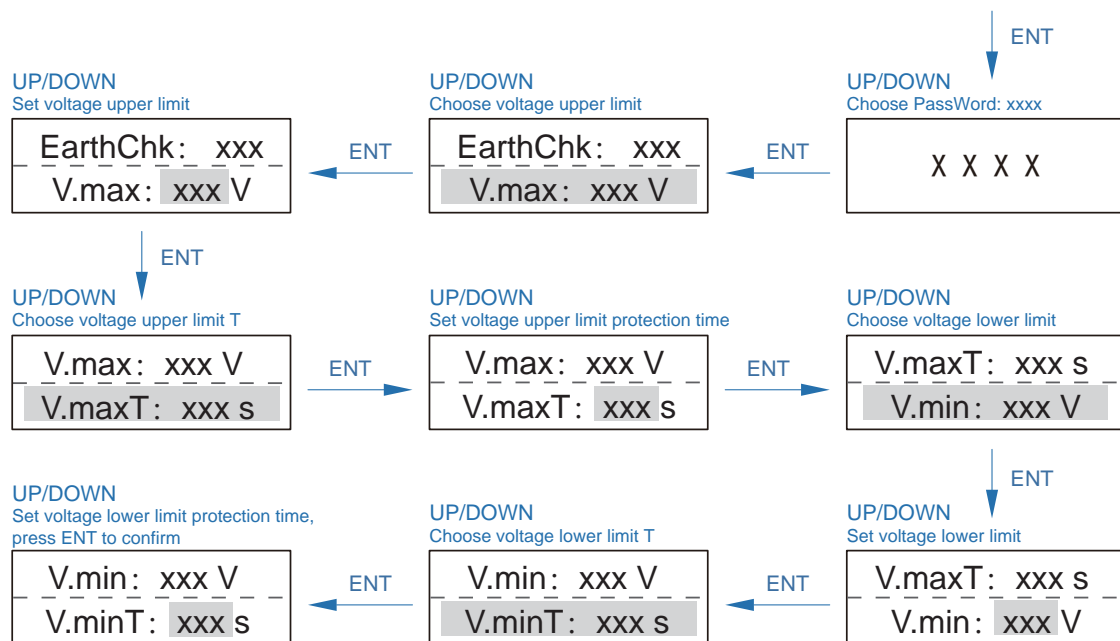 ENT
UP/DOWN
Set voltage upper limit
EarthChk: xxx
V.max: xxx V
ENT
UP/DOWN
Choose voltage upper limit
EarthChk: xxx
V.max: xxx V
ENT
UP/DOWN
Choose PassWord: xxxx
X X X X
ENT
UP/DOWN
Choose voltage upper limit T
V.max: xxx V
V.maxT: xxx s
ENT
UP/DOWN
Set voltage upper limit protection time
V.max: xxx V
V.maxT: xxx s
ENT
UP/DOWN
Choose voltage lower limit
V.maxT: xxx s
V.min: xxx V
ENT
UP/DOWN
Set voltage lower limit protection time,
press ENT to confirm
V.min: xxx V
V.minT: xxx s
ENT
UP/DOWN
Choose voltage lower limit T
V.min: xxx V
V.minT: xxx s
ENT
UP/DOWN
Set voltage lower limit
V.maxT: xxx s
V.min: xxx V